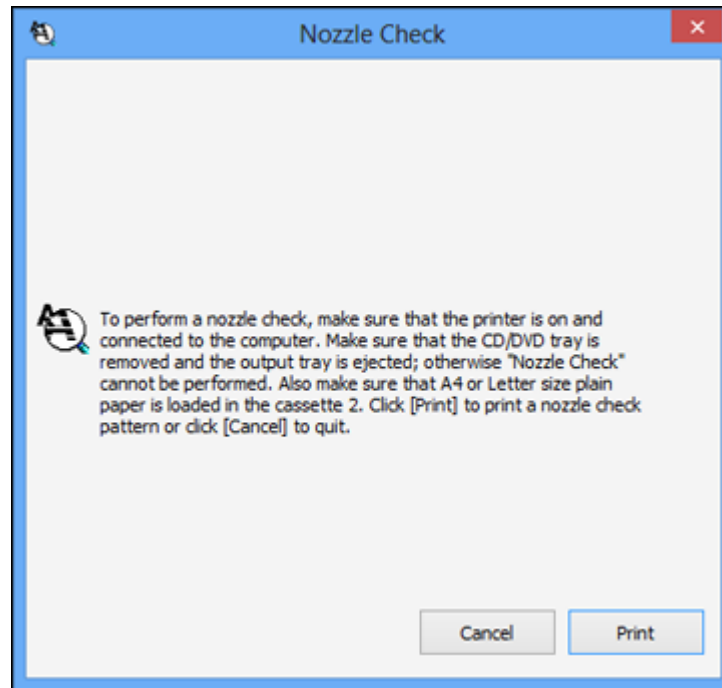 Nozzle Check
To perform a nozzle check, make sure that the printer is on and
connected to the computer. Make sure that the CD/DVD tray is
removed and the output tray is ejected; otherwise "Nozzle Check"
cannot be performed. Also make sure that A4 or Letter size plain
paper is loaded in the cassette 2. Click [Print] to print a nozzle check
pattern or click [Cancel] to quit.
Cancel Print